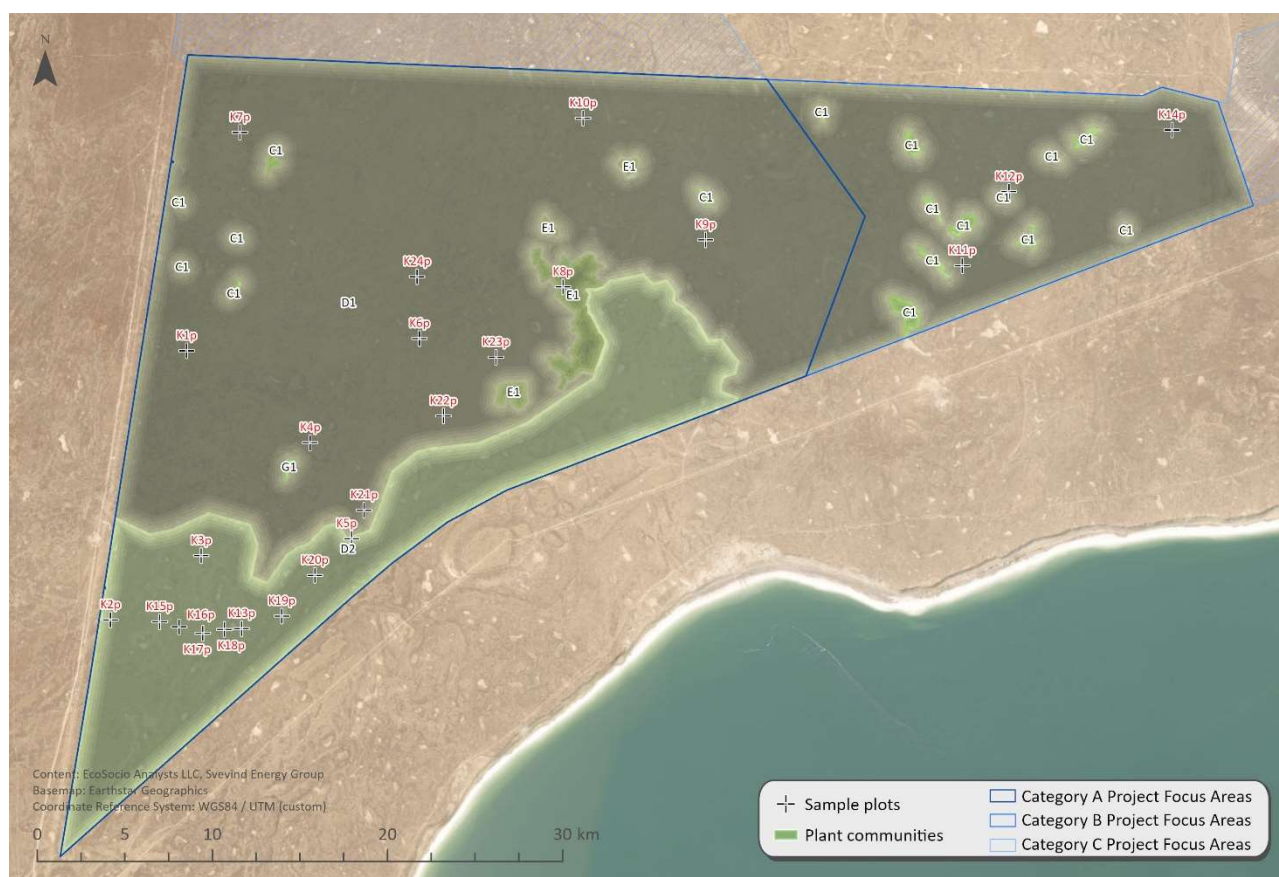 N
K10p
C1
K14p
K7p
C1
C1
C1
C1
E1
K12p
C1
C1
C1
C1
E1
C1
K9p
C1
C1
C1
C1
K11p
C1
K24p
K8p
E1
C1
D1
C1
K6p
K1p
K23p
E1
K22p
K4p
G1
K21p
K5p
D2
K3p
K20p
K2p
K15p
K16p
K13p
K19p
K17p
K18p
Content: EcoSocio Analysts LLC, Svevind Energy Group
Basemap: Earthstar Geographics
Coordinate Reference System: WGS84 / UTM (custom)
0 5 10 20 30 km
Sample plots
Plant communities
Category A Project Focus Areas
Category B Project Focus Areas
Category C Project Focus Areas